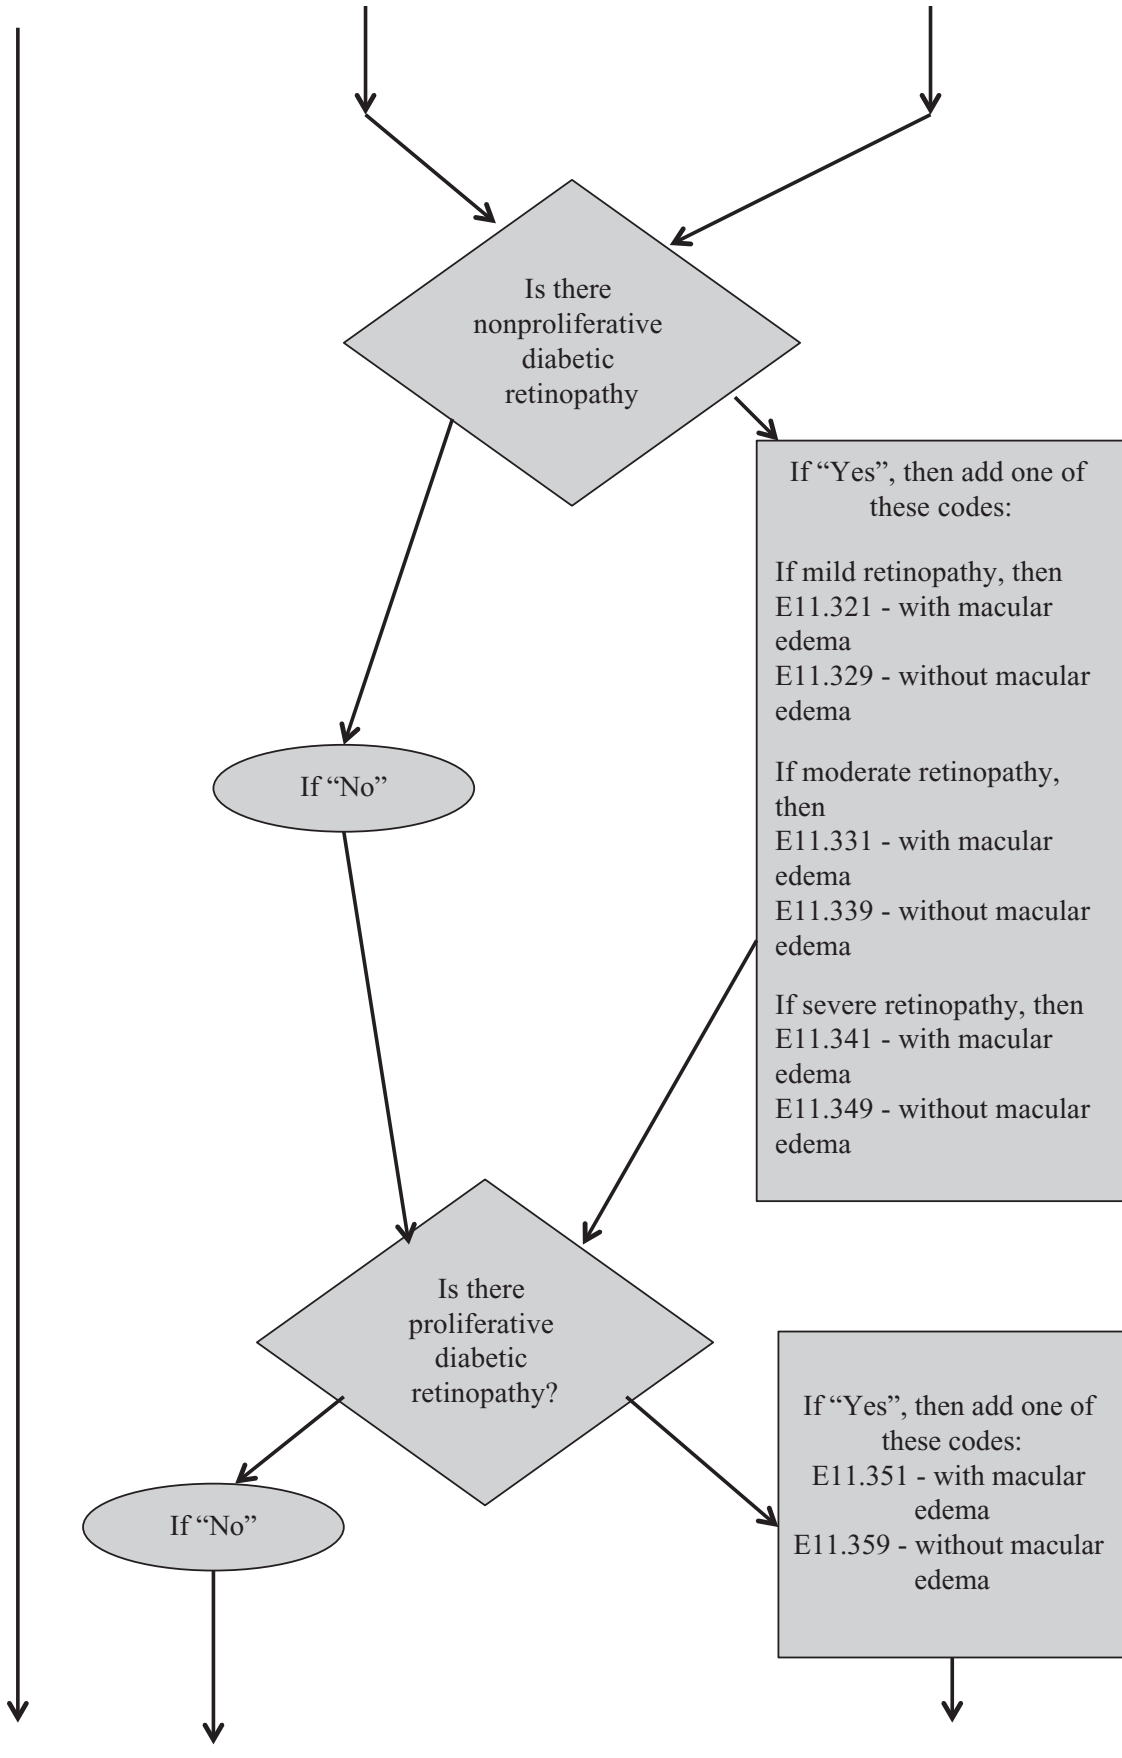 Is there
nonproliferative
diabetic
retinopathy
If “Yes”, then add one of
these codes:
If mild retinopathy, then
E11.321 - with macular
edema
E11.329 - without macular
edema
If moderate retinopathy,
then
E11.331 - with macular
edema
E11.339 - without macular
edema
If severe retinopathy, then
E11.341 - with macular
edema
E11.349 - without macular
edema
If “No”
Is there
proliferative
diabetic
retinopathy?
If “Yes”, then add one of
these codes:
E11.351 - with macular
edema
E11.359 - without macular
edema
If “No”